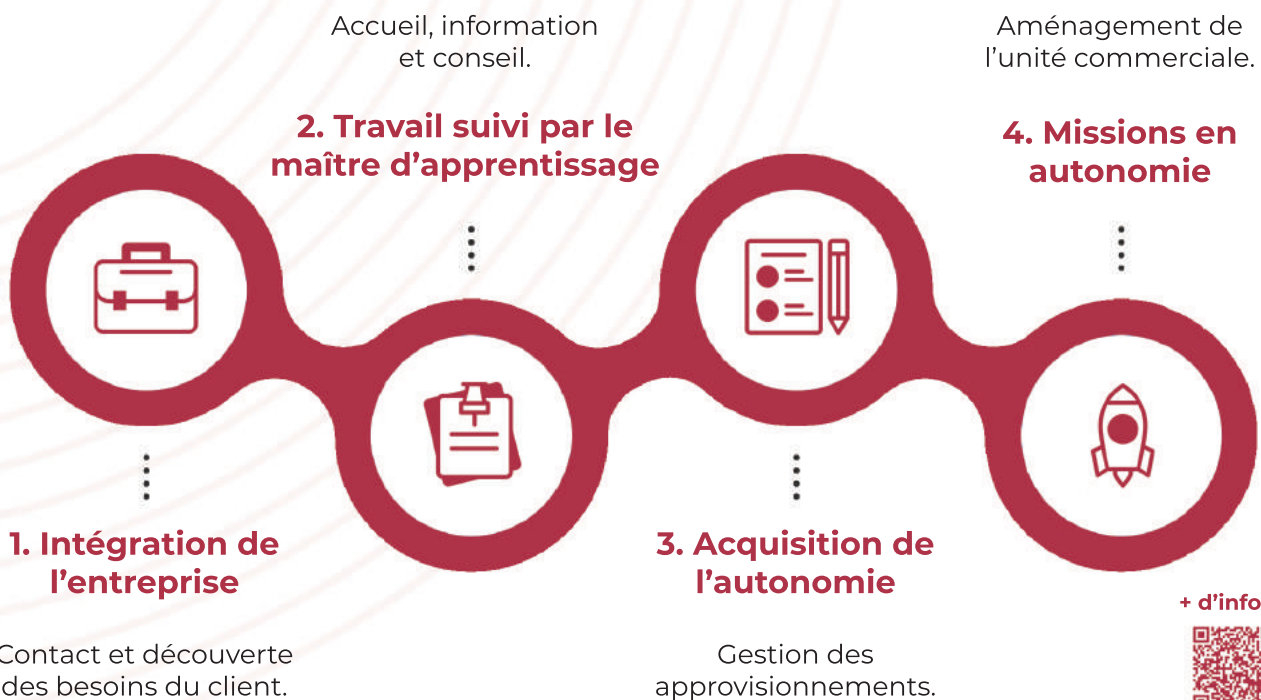 Accueil, information
et conseil.
2. Travail suivi par le
maître d'apprentissage
Aménagement de
l'unité commerciale.
4. Missions en
autonomie
1. Intégration de
l'entreprise
Contact et découverte
des besoins du client.
3. Acquisition de
l'autonomie
Gestion des
approvisionnements.
+ d'info